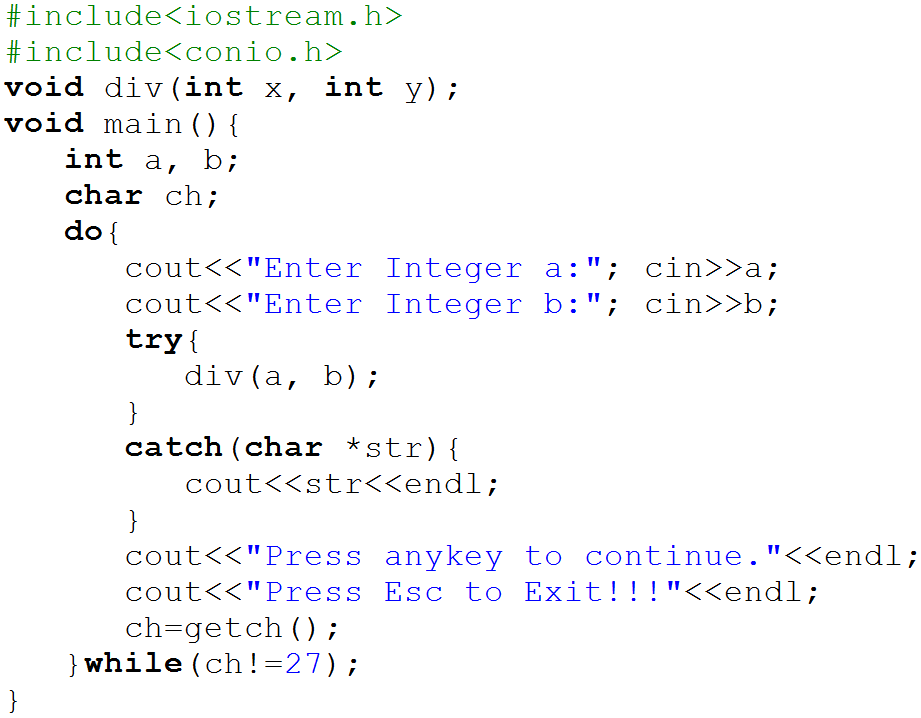 #include<iostream.h>
#include<conio.h>
void div(int x, int y);
void main(){
   int a, b;
   char ch;
   do{
      cout<<"Enter Integer a:"; cin>>a;
      cout<<"Enter Integer b:"; cin>>b;
      try{
         div(a, b);
      }
      catch(char *str){
         cout<<str<<endl;
      }
      cout<<"Press anykey to continue."<<endl;
      cout<<"Press Esc to Exit!!!"<<endl;
      ch=getch();
   }while(ch!=27);
}